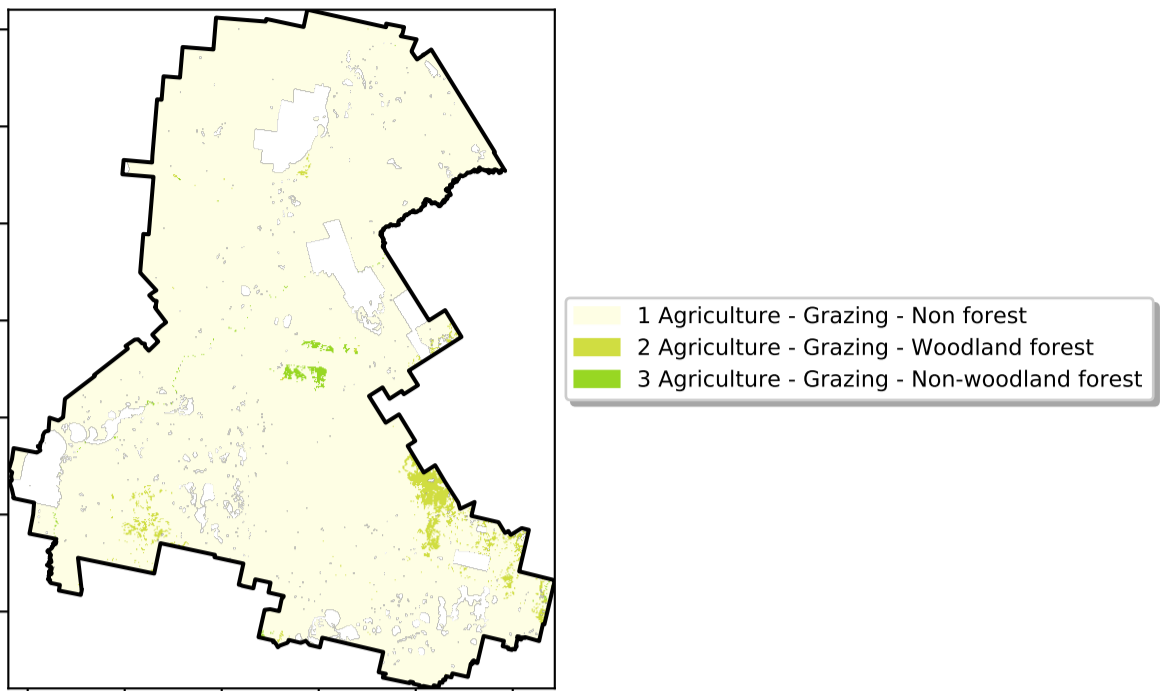 1 Agriculture - Grazing - Non forest
2 Agriculture - Grazing - Woodland forest
3 Agriculture - Grazing - Non-woodland forest